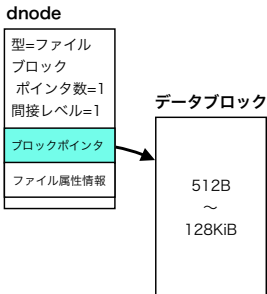 dnode
型=ファイル
ブロック
ポインタ数=1
間接レベル=1
ブロックポインタ
ファイル属性情報
データブロック
512B
〜
128KiB